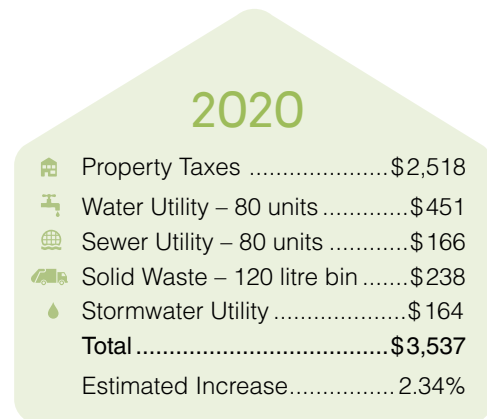 2020
Property Taxes .....................$2,518
Water Utility – 80 units.............$451
Sewer Utility – 80 units ............$166
Solid Waste – 120 litre bin .......$238
Stormwater Utility .....................$164
Total.......................................$3,537
Estimated Increase................2.34%